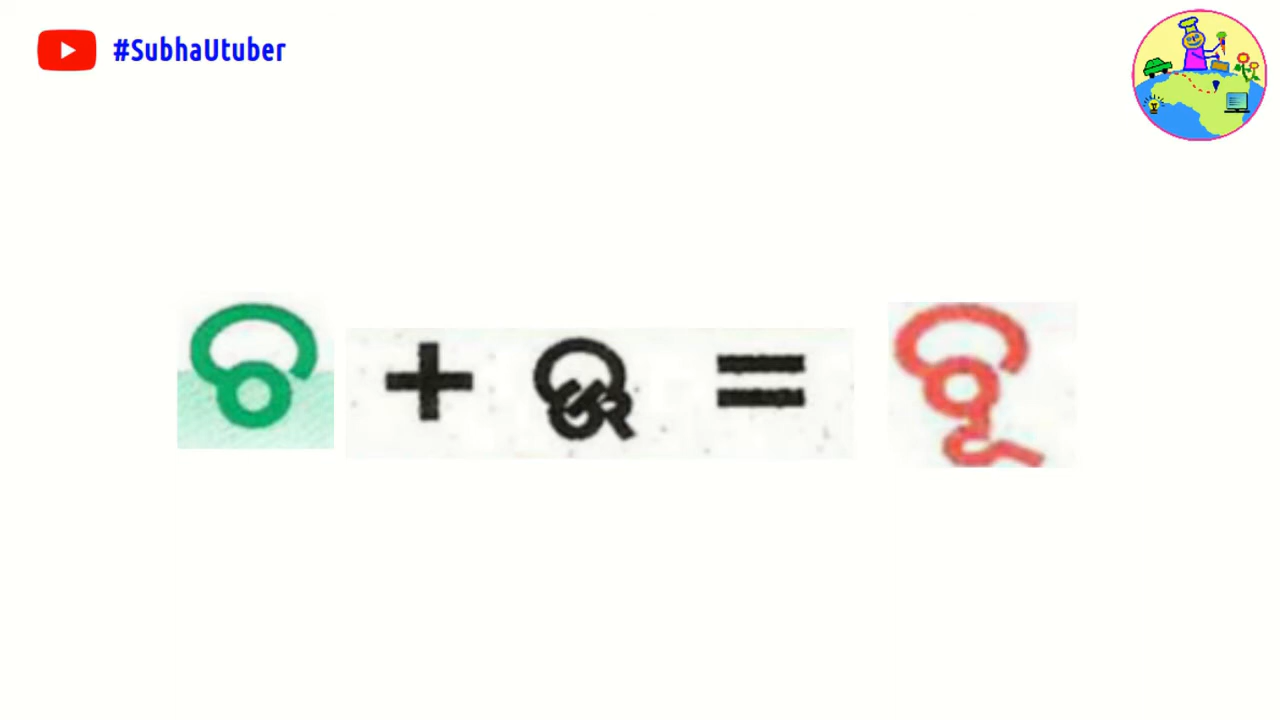 #SubhaUtuber
ତ + ଊ = ତୂ